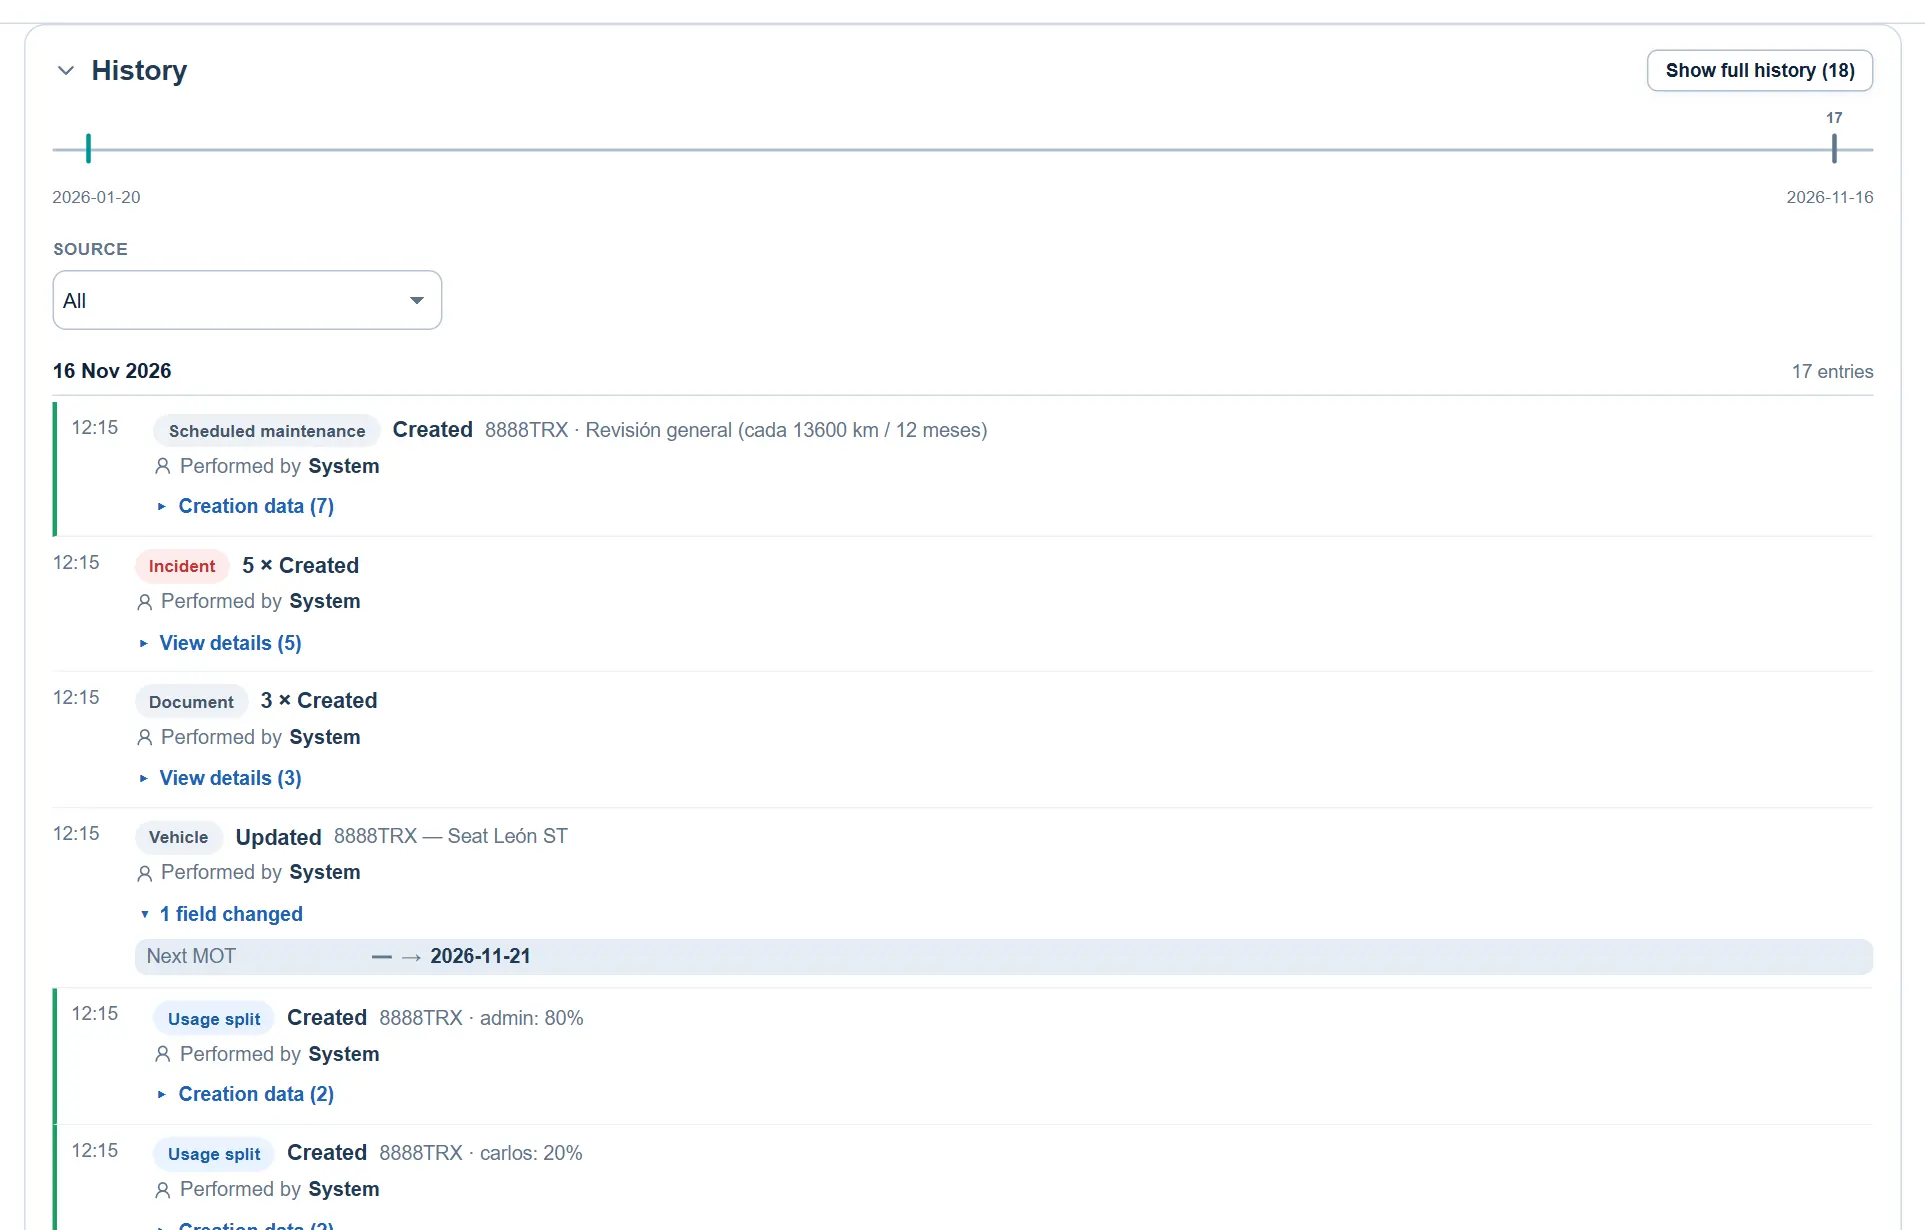 History
Show full history (18)
17
2026-01-20
2026-11-16
SOURCE
All
16 Nov 2026
17 entries
12:15 Scheduled maintenance Created 8888TRX · Revisión general (cada 13600 km / 12 meses)
Performed by System
Creation data (7)
12:15 Incident 5 × Created
Performed by System
View details (5)
12:15 Document 3 × Created
Performed by System
View details (3)
12:15 Vehicle Updated 8888TRX — Seat León ST
Performed by System
1 field changed
Next MOT — → 2026-11-21
12:15 Usage split Created 8888TRX · admin: 80%
Performed by System
Creation data (2)
12:15 Usage split Created 8888TRX · carlos: 20%
Performed by System
Creation data (2)